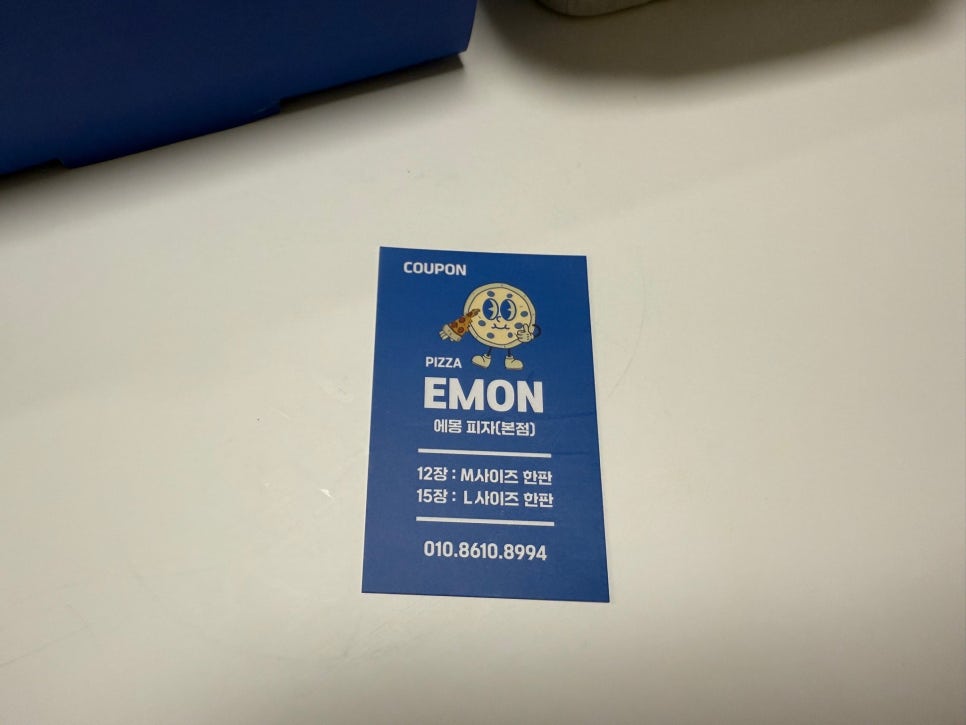 COUPON
PIZZA
EMON
에몽 피자(본점)
12장 : M사이즈 한판
15장 : L사이즈 한판
010.8610.8994